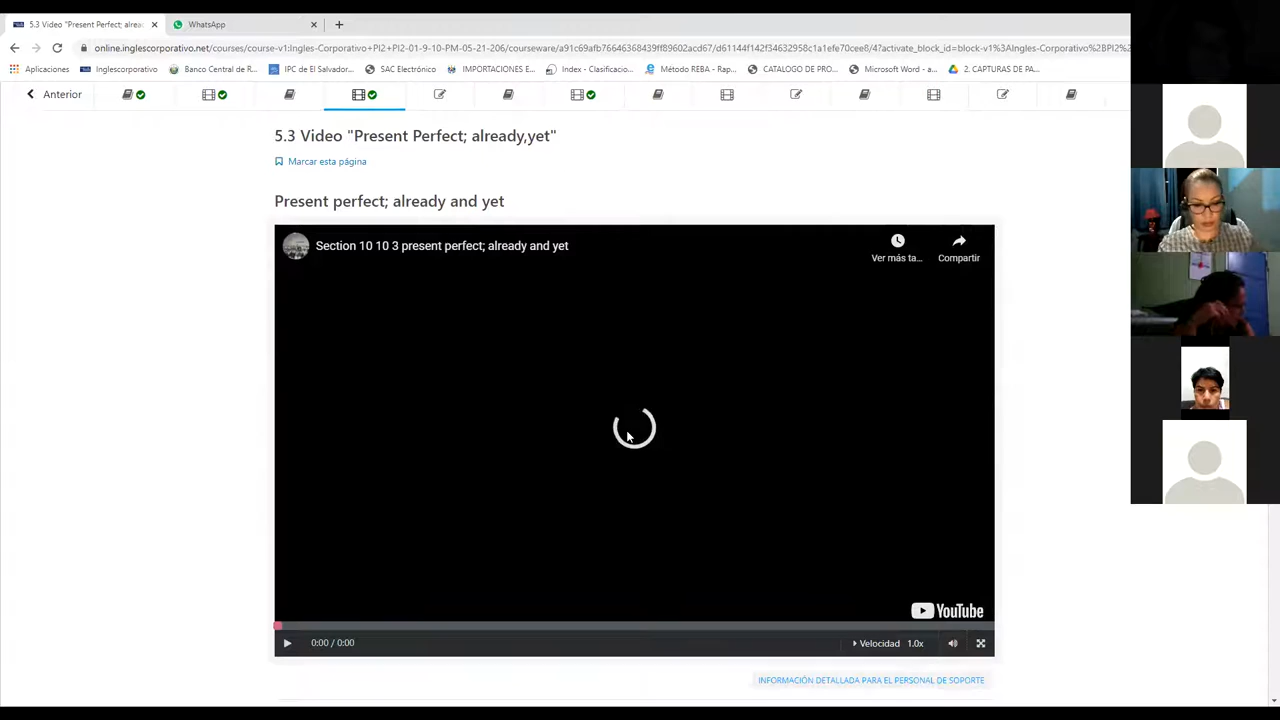 5.3 Video "Present Perfect; alrea
WhatsApp
online.inglescorporativo.net/courses/course-v1:Ingles-Corporativo+PI2+PI2-01-9-10-PM-05-21-206/courseware/a91c69afb76646368439ff89602acd67/d61144f142f34632958c1a1efe70cee8/4?activate_block_id=block-v1%3AIngles-Corporativo%2BPI2%
Aplicaciones
Inglescorporativo
Banco Central de R...
IPC de El Salvador...
SAC Electrónico
IMPORTACIONES E...
Index - Clasificacio...
Método REBA - Rap...
CATALOGO DE PRO...
Microsoft Word - a...
2. CAPTURAS DE PA...
Anterior
5.3 Video "Present Perfect; already,yet"
Marcar esta página
Present perfect; already and yet
Section 10 10 3 present perfect; already and yet
Ver más ta...
Compartir
YouTube
0:00 / 0:00
Velocidad 1.0x
INFORMACIÓN DETALLADA PARA EL PERSONAL DE SOPORTE